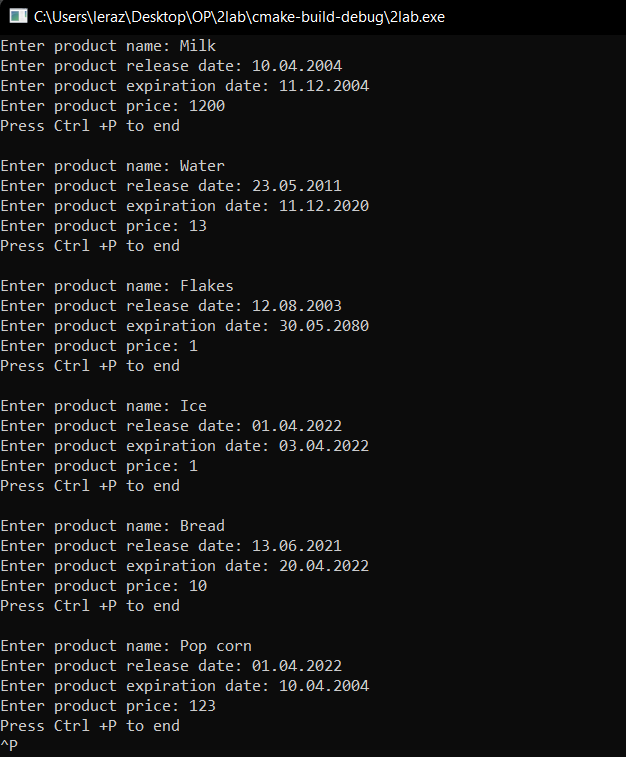 C:\Users\leraz\Desktop\OP\2lab\cmake-build-debug\2lab.exe
Enter product name: Milk
Enter product release date: 10.04.2004
Enter product expiration date: 11.12.2004
Enter product price: 1200
Press Ctrl +P to end
Enter product name: Water
Enter product release date: 23.05.2011
Enter product expiration date: 11.12.2020
Enter product price: 13
Press Ctrl +P to end
Enter product name: Flakes
Enter product release date: 12.08.2003
Enter product expiration date: 30.05.2080
Enter product price: 1
Press Ctrl +P to end
Enter product name: Ice
Enter product release date: 01.04.2022
Enter product expiration date: 03.04.2022
Enter product price: 1
Press Ctrl +P to end
Enter product name: Bread
Enter product release date: 13.06.2021
Enter product expiration date: 20.04.2022
Enter product price: 10
Press Ctrl +P to end
Enter product name: Pop corn
Enter product release date: 01.04.2022
Enter product expiration date: 10.04.2004
Enter product price: 123
Press Ctrl +P to end
^P